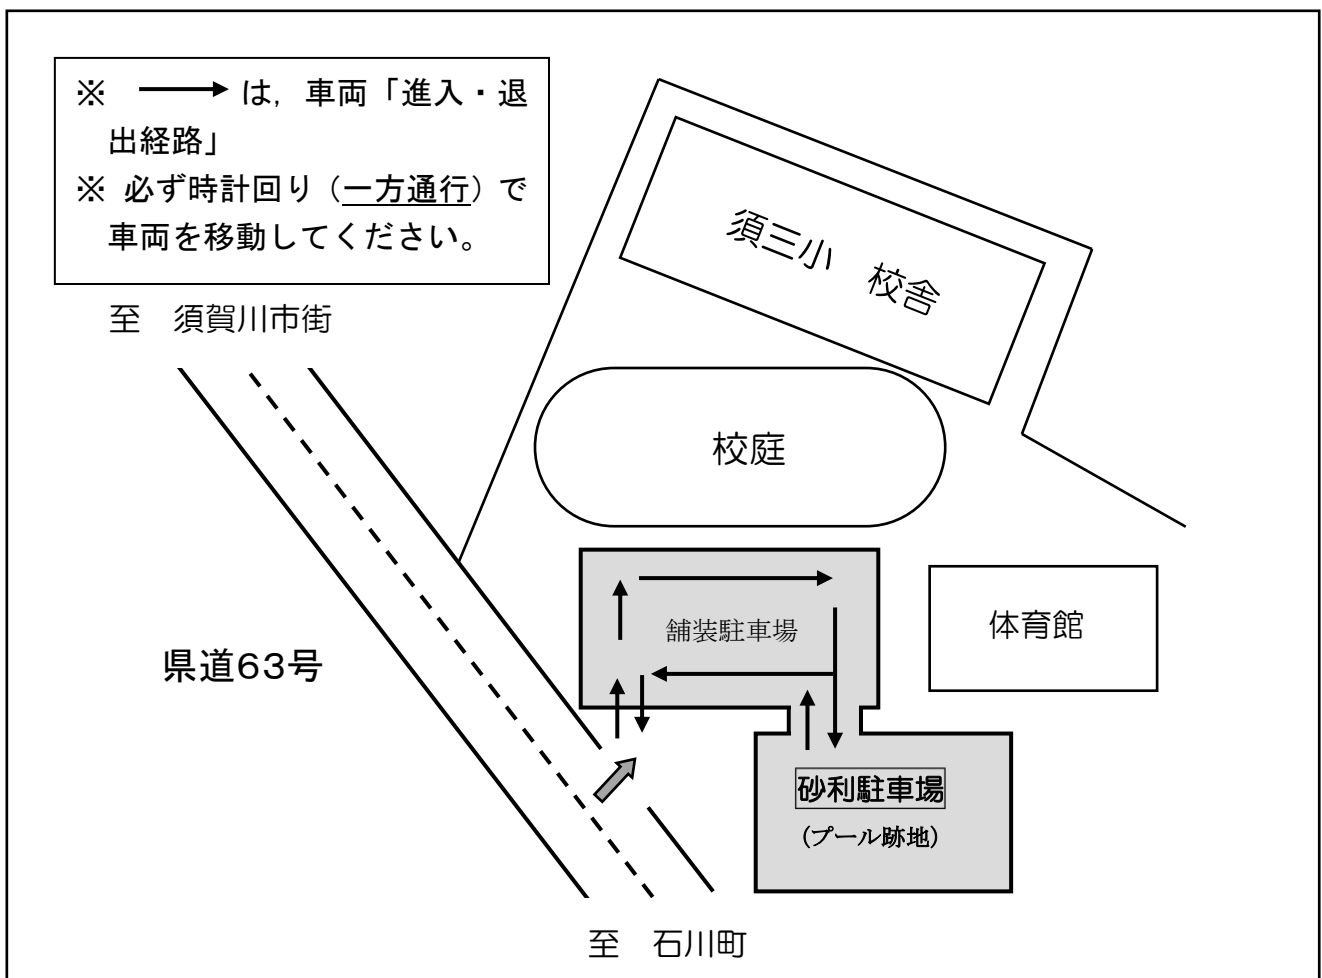 ※ ⟶ は，車両「進入・退
出経路」
※ 必ず時計回り（一方通行）で
車両を移動してください。
須三小　校舎
至　須賀川市街
校庭
舗装駐車場
体育館
県道63号
砂利駐車場
（プール跡地）
至　石川町